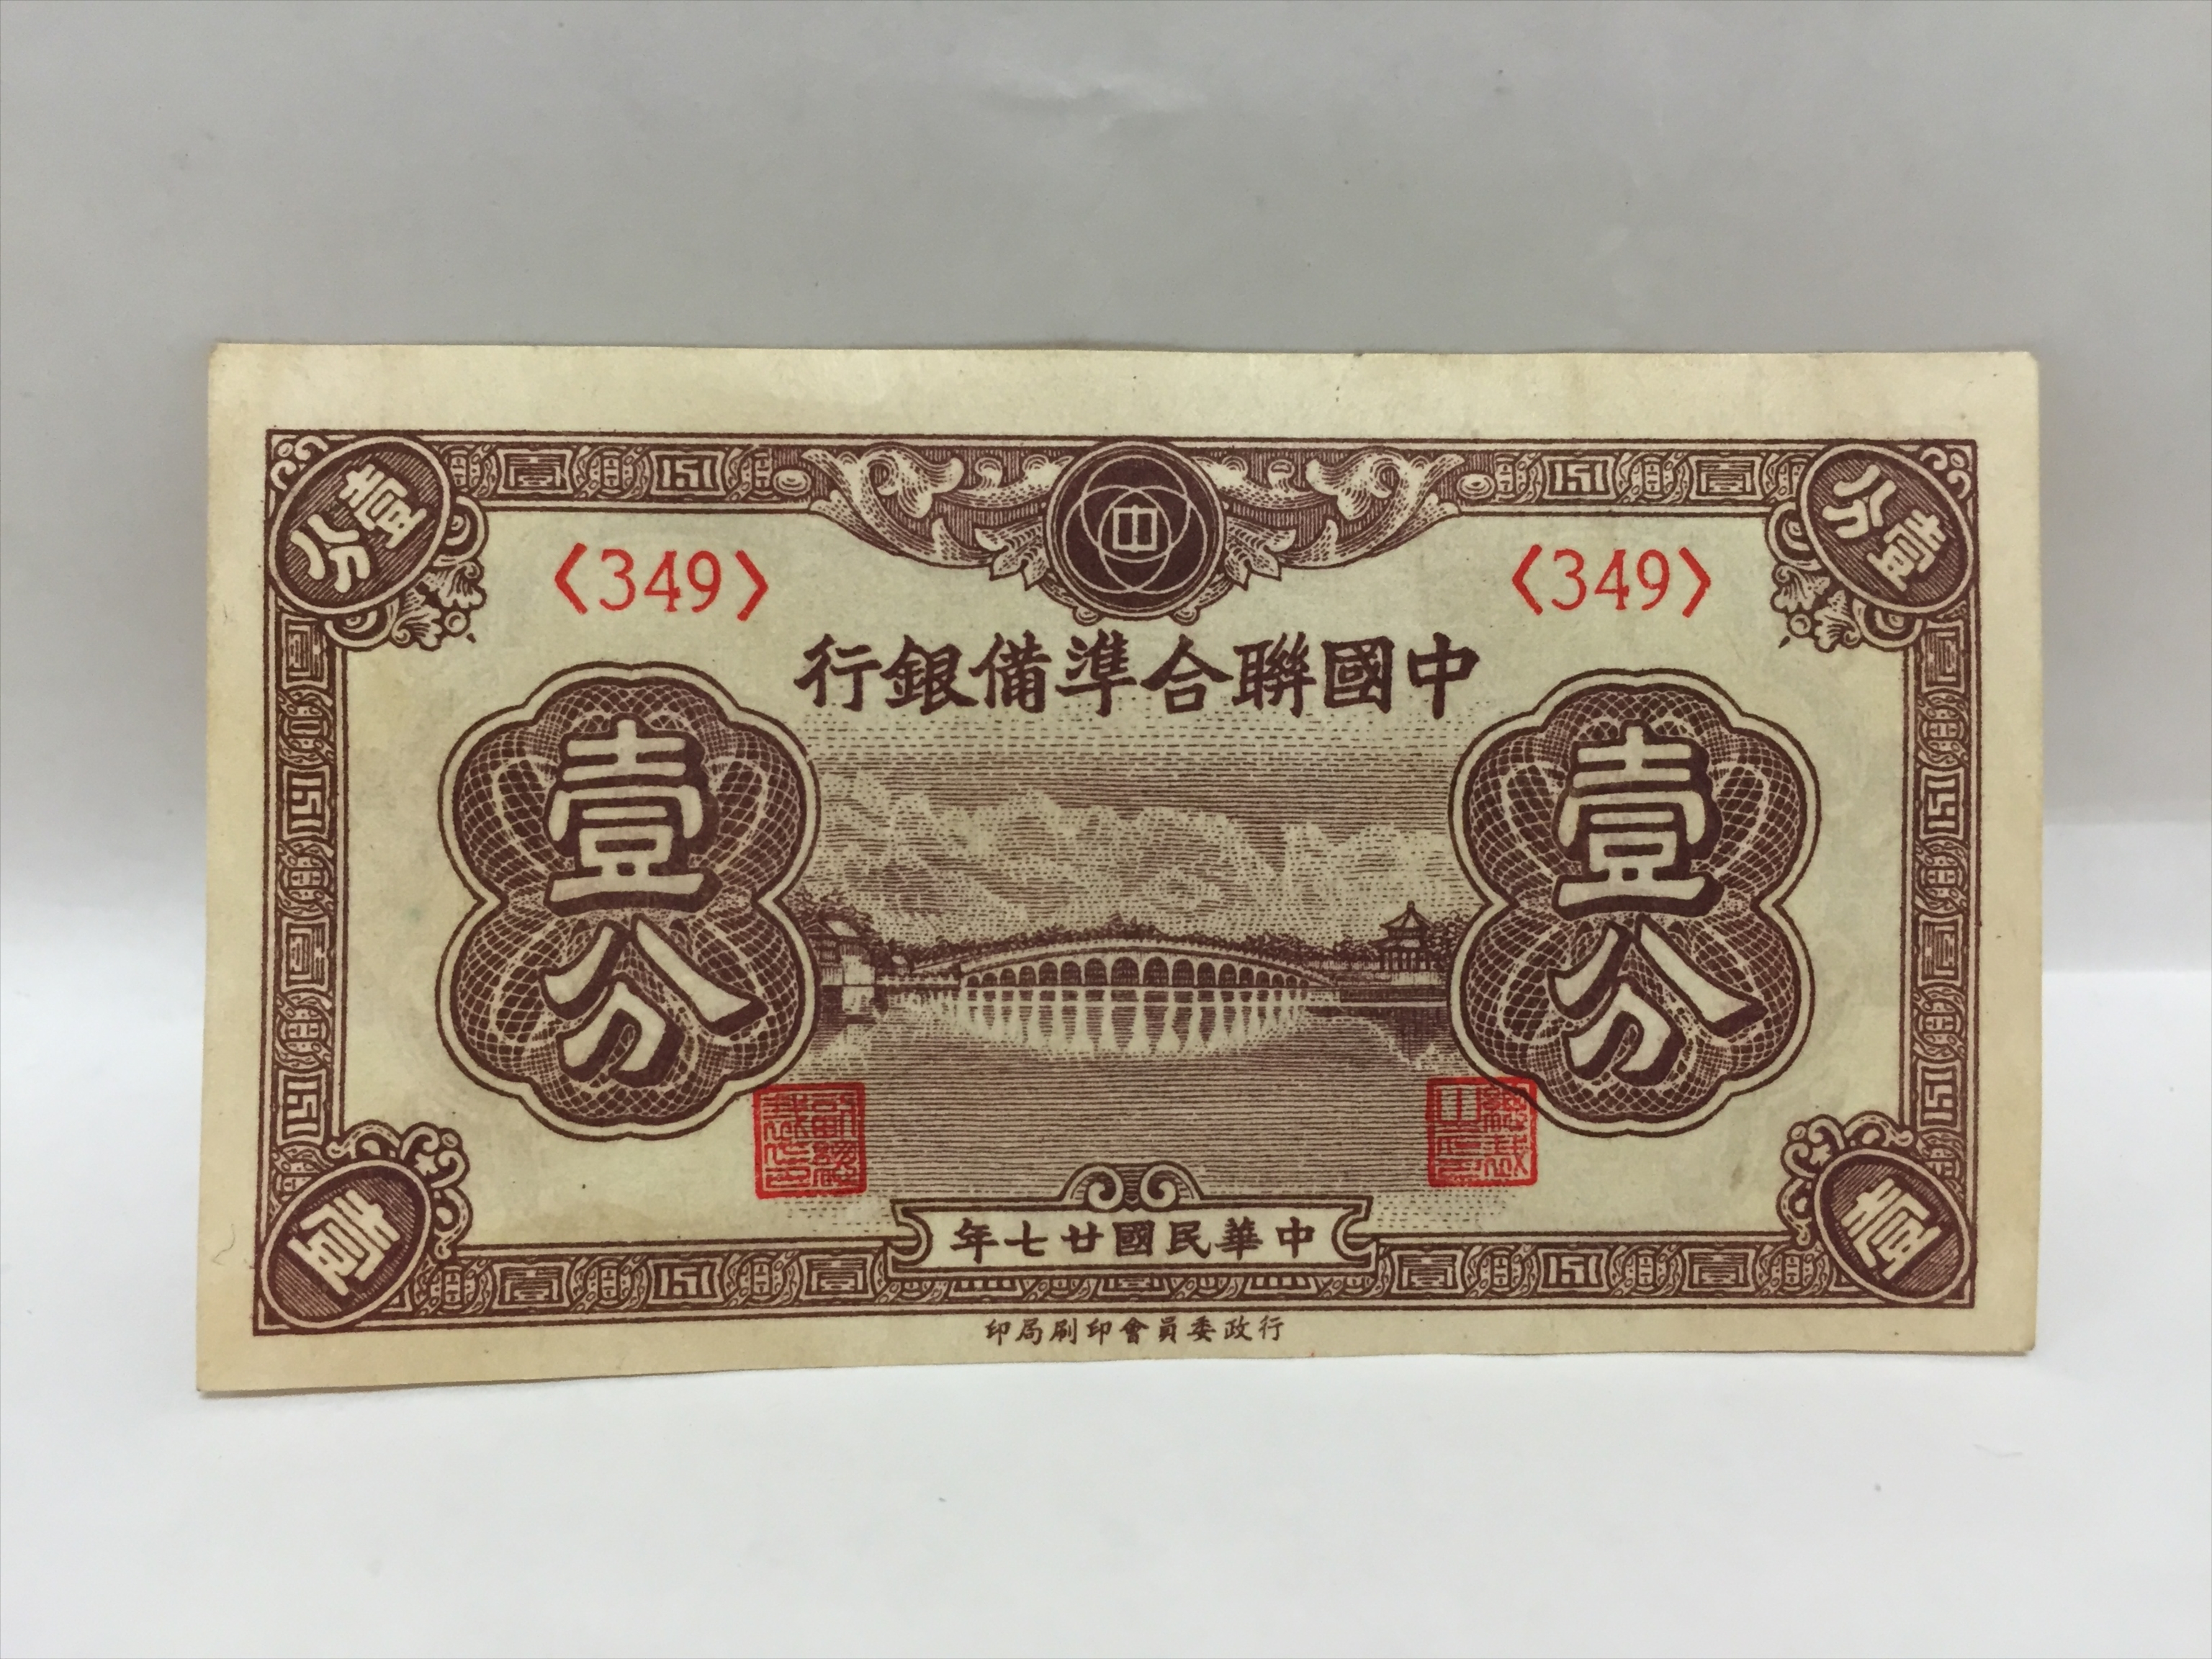 壹分
分壹
中
<349>
<349>
中國聯合準備銀行
壹分
壹分
中華民國廿七年
壹
壹
行政委員會印刷局印